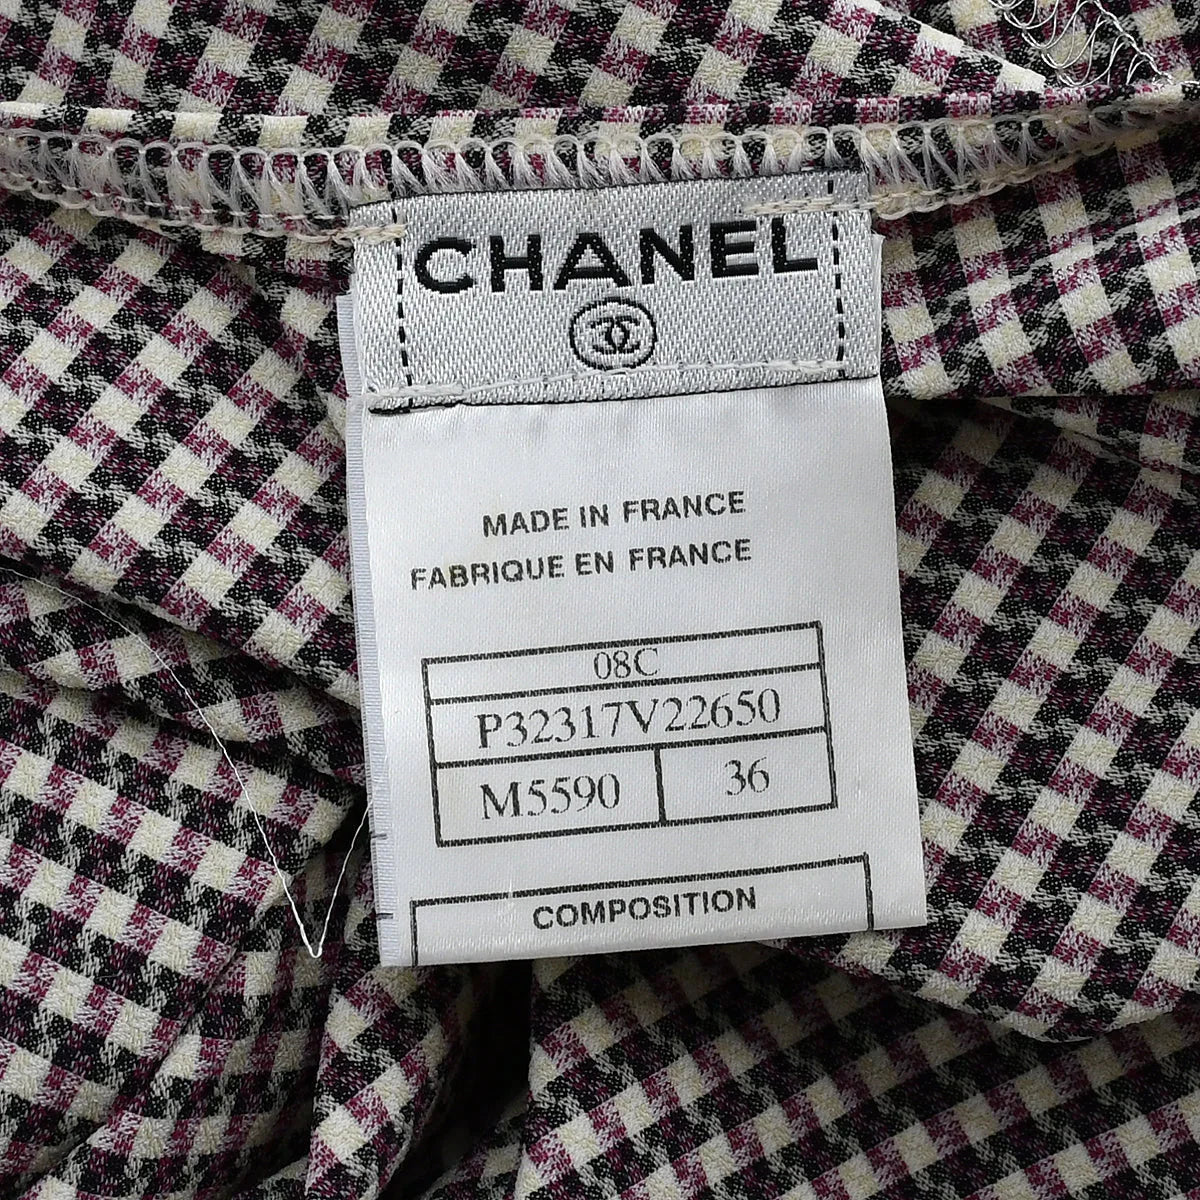 CHANEL
MADE IN FRANCE
FABRIQUE EN FRANCE
08C
P32317V22650
M5590 36
COMPOSITION